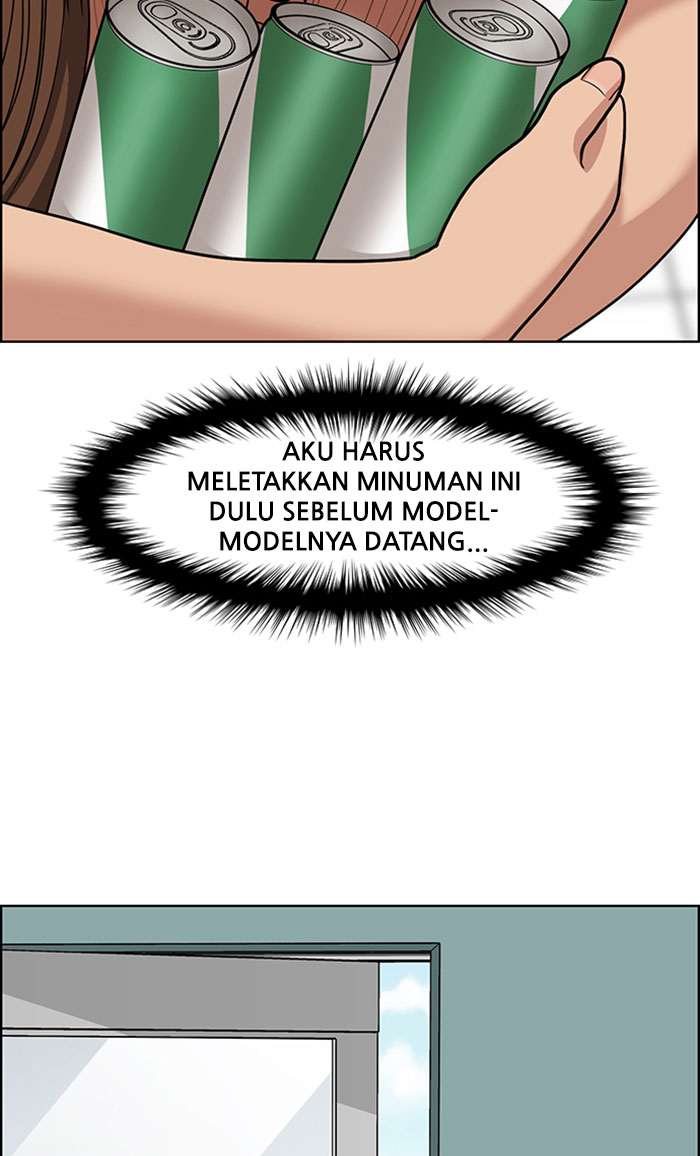 AKU HARUS
MELETAKKAN MINUMAN INI
DULU SEBELUM MODEL-
MODELNYA DATANG...